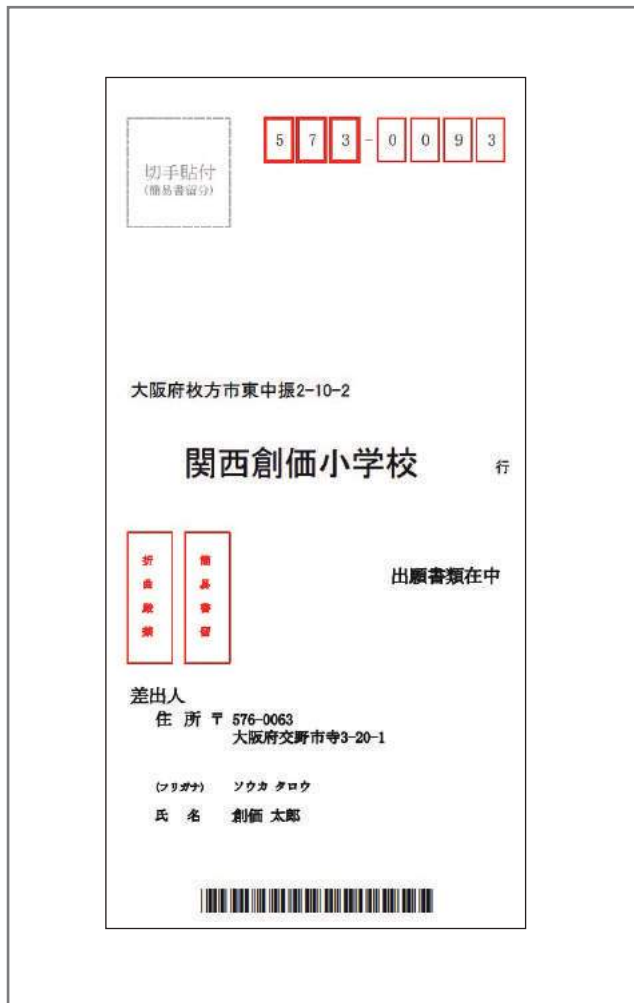 切手貼付
(簡易書留分)
573-0093
大阪府枚方市東中振2-10-2
関西創価小学校 行
折曲厳禁
簡易書留
出願書類在中
差出人
住 所 〒 576-0063
大阪府交野市寺3-20-1
(フリガナ) ソウカ タロウ
氏 名 創価 太郎